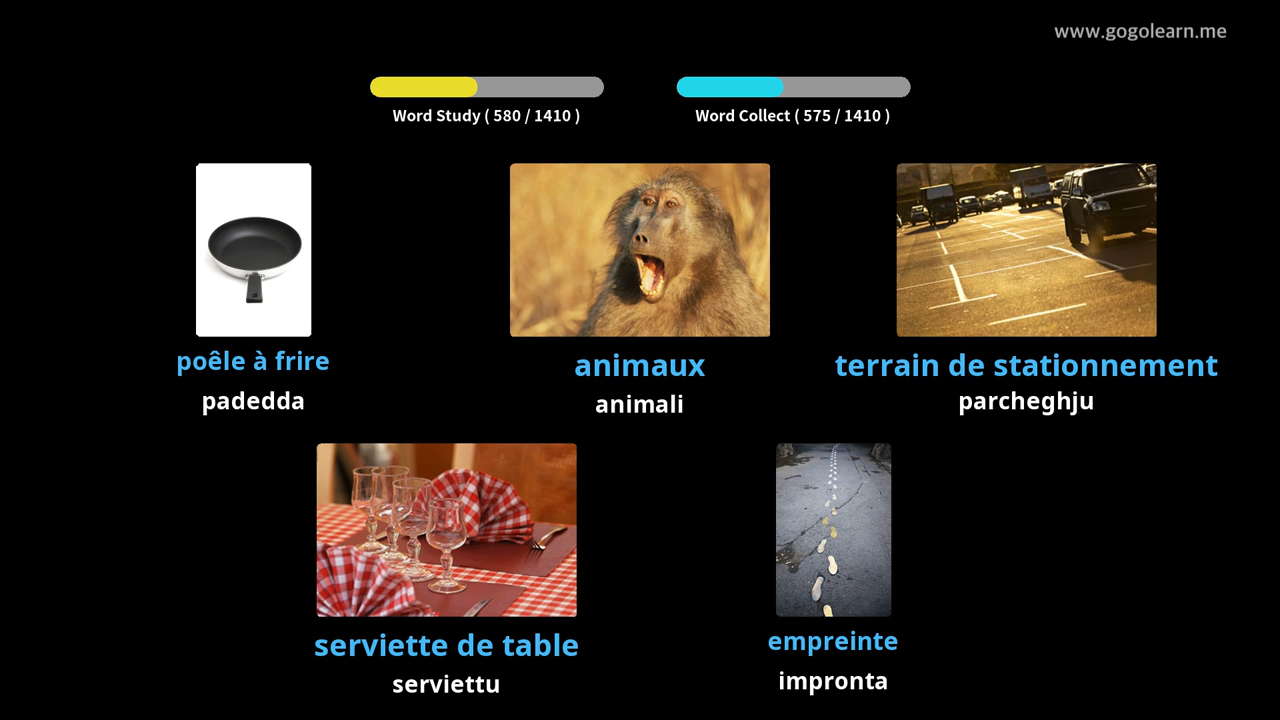 www.gogolearn.me
Word Study ( 580 / 1410 )
Word Collect ( 575 / 1410 )
poêle à frire
padedda
animaux
animali
terrain de stationnement
parcheghju
serviette de table
serviettu
empreinte
impronta